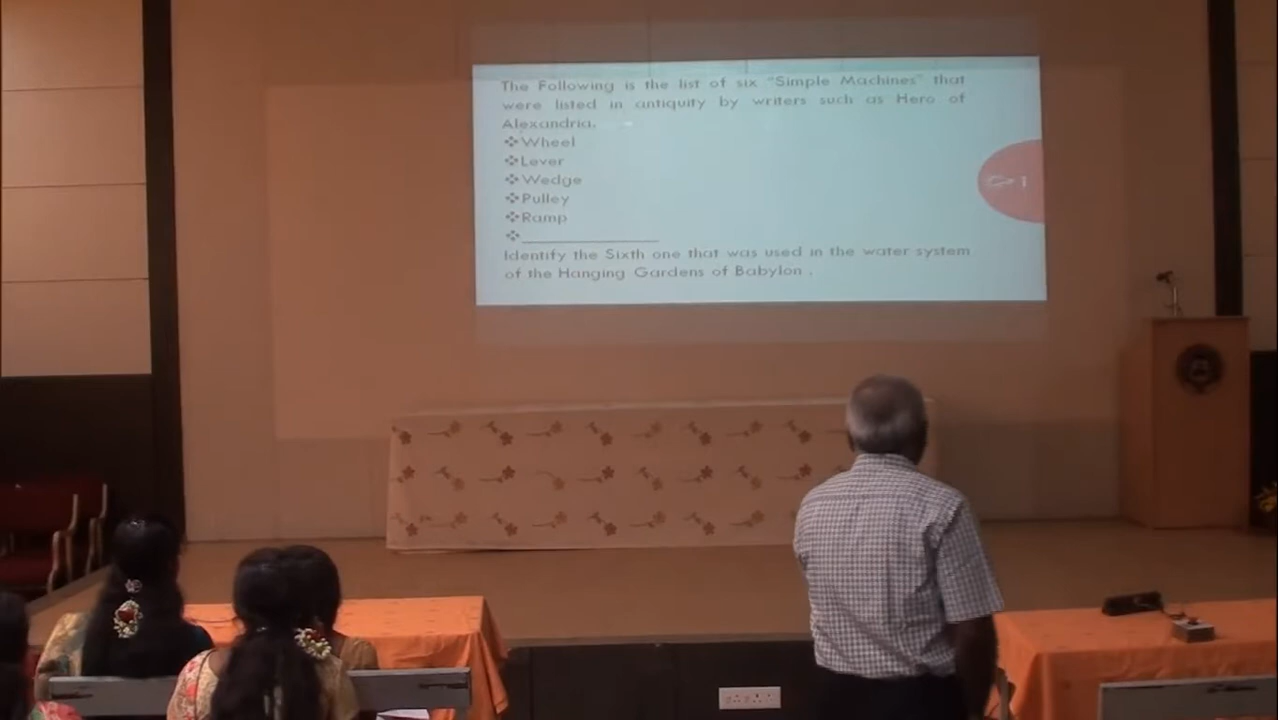 The Following is the list of six "Simple Machines" that
were listed in antiquity by writers such as Hero of
Alexandria.
❖Wheel
❖Lever
❖Wedge
❖Pulley
❖Ramp
❖____________________
Identify the Sixth one that was used in the water system
of the Hanging Gardens of Babylon .
1